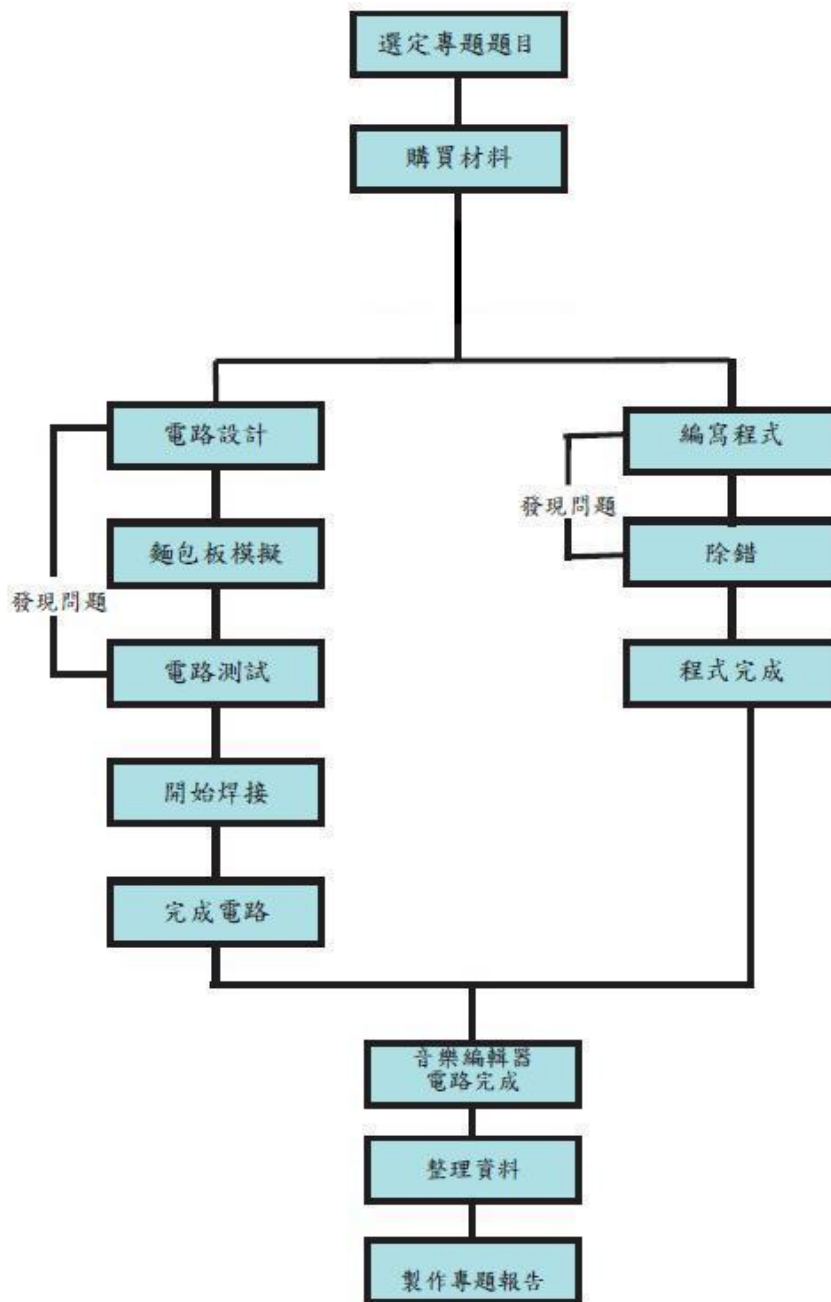 選定專題題目
購買材料
電路設計
麵包板模擬
發現問題
電路測試
開始焊接
完成電路
編寫程式
發現問題
除錯
程式完成
音樂編輯器
電路完成
整理資料
製作專題報告